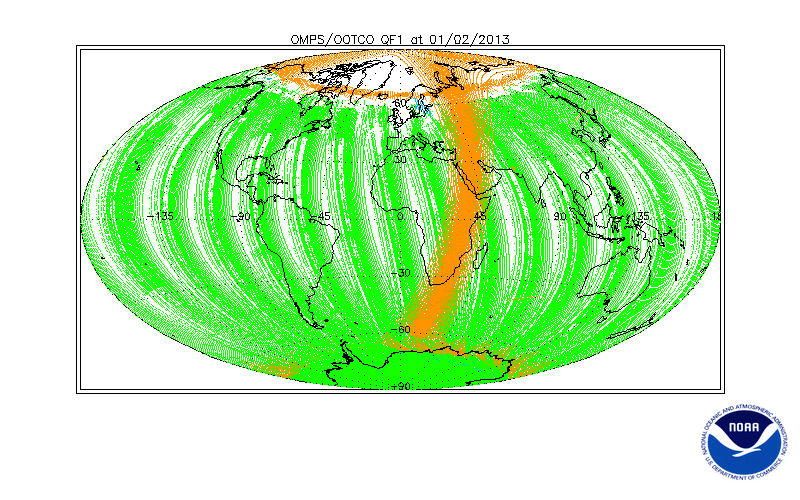 OMPS/OOTCO QF1 at 01/02/2013
60
30
-135 -90 -45 0 45 90 135 18
-30
-60
-90
NATIONAL OCEANIC AND ATMOSPHERIC ADMINISTRATION
NOAA
U.S. DEPARTMENT OF COMMERCE